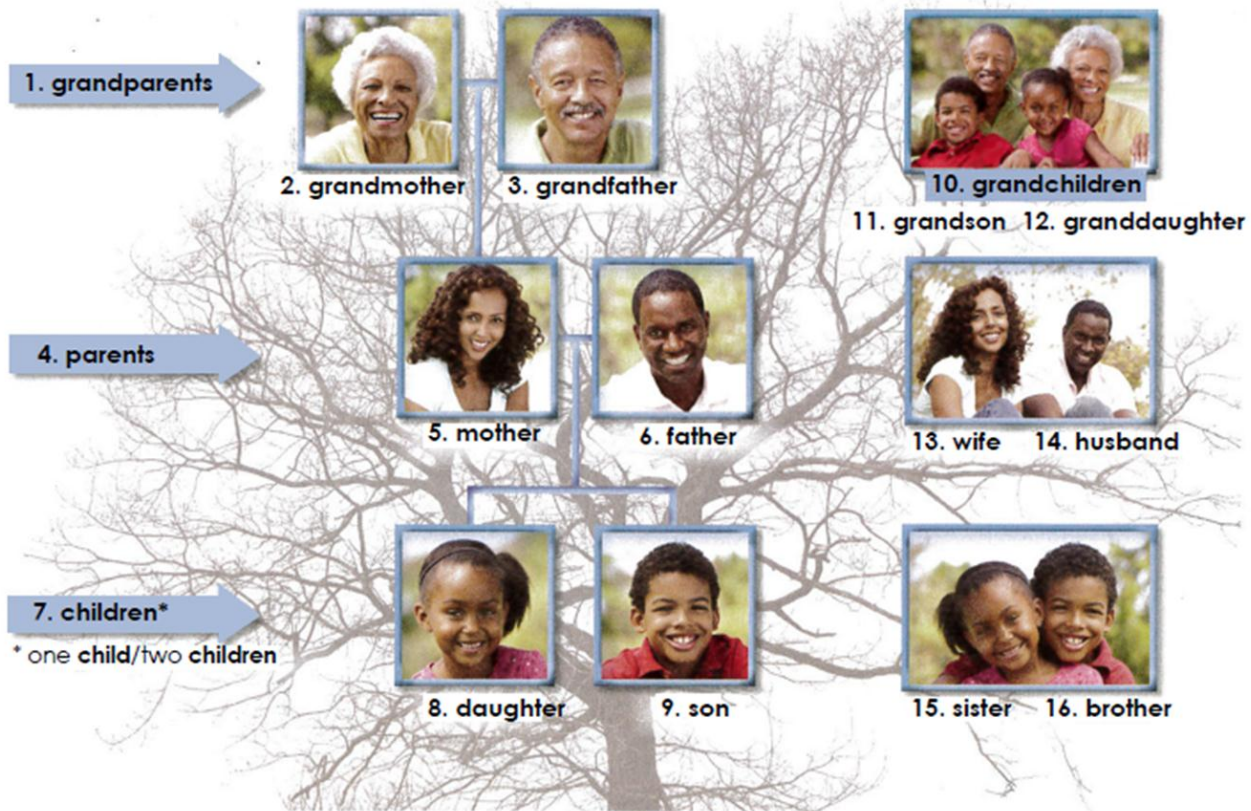 1. grandparents
2. grandmother
3. grandfather
10. grandchildren
11. grandson 12. granddaughter
4. parents
5. mother
6. father
13. wife 14. husband
7. children*
* one child/two children
8. daughter
9. son
15. sister 16. brother